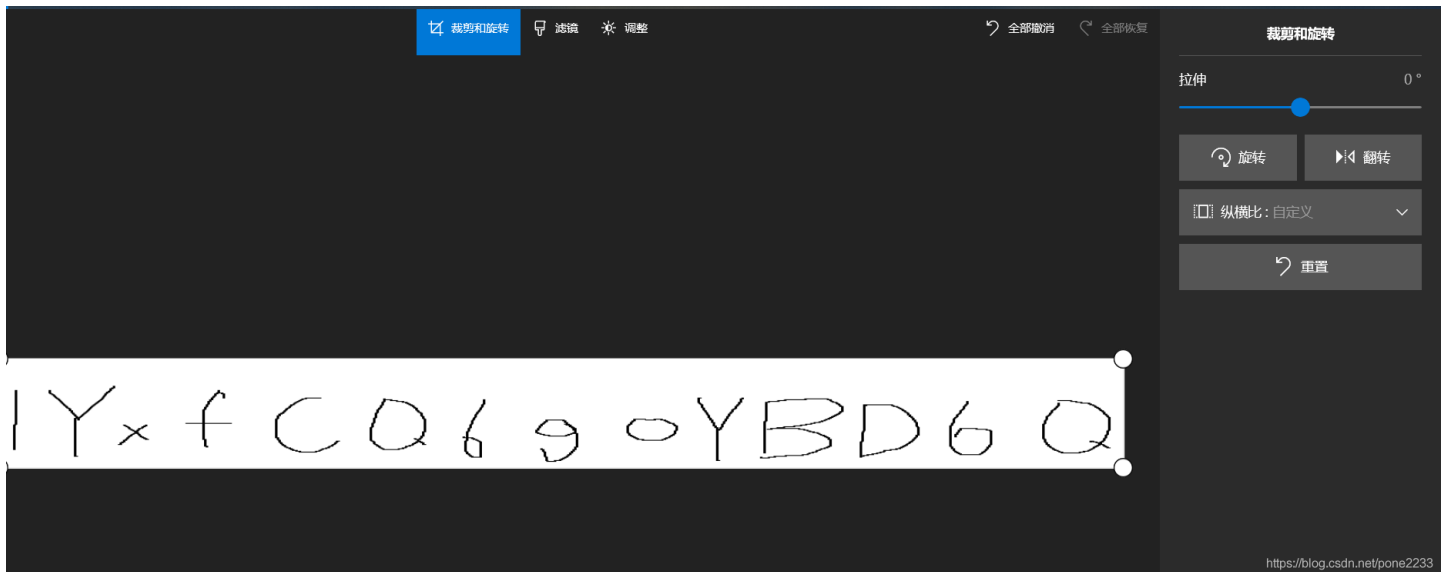 裁剪和旋转 滤镜 调整 全部撤消 全部恢复
裁剪和旋转
拉伸 0°
旋转 翻转
纵横比：自定义
重置
1YxfCQ6goYBD6Q
https://blog.csdn.net/pone2233